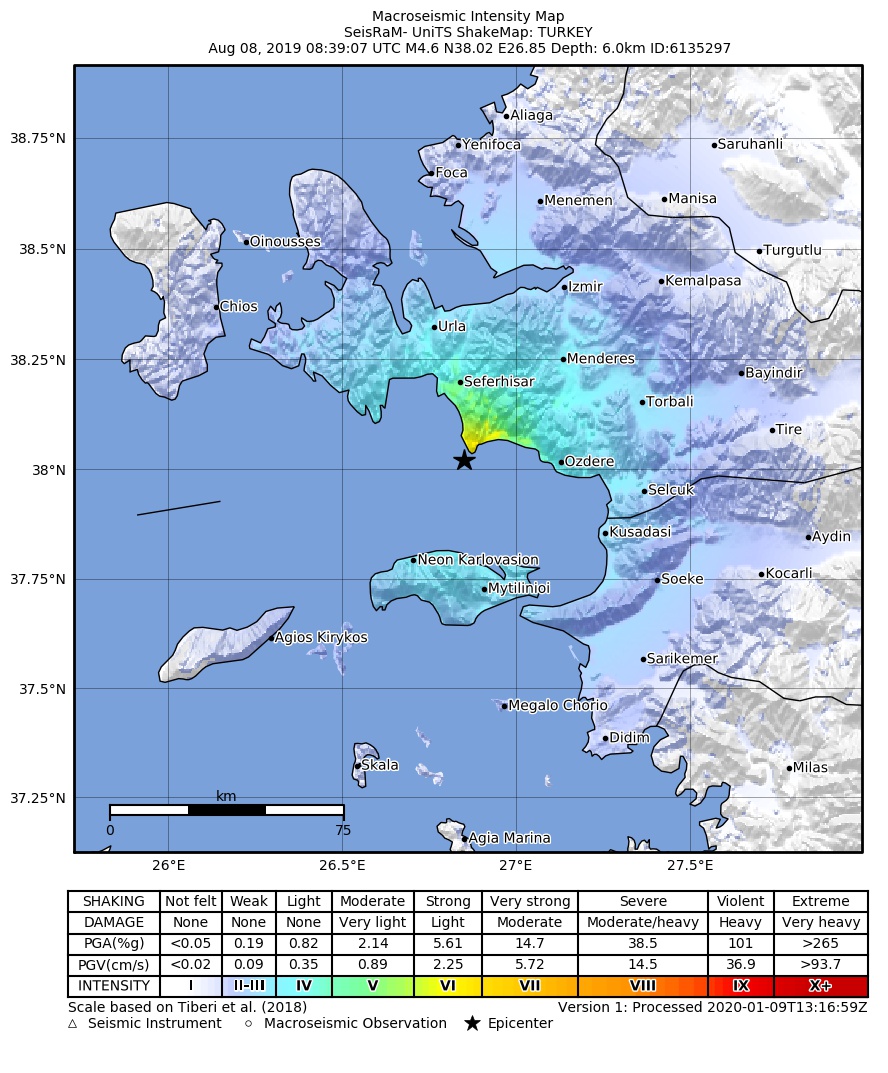 Macroseismic Intensity Map
SeisRaM- UniTS ShakeMap: TURKEY
Aug 08, 2019 08:39:07 UTC M4.6 N38.02 E26.85 Depth: 6.0km ID:6135297
Aliaga
38.75°N
Yenifoca
Saruhanli
Foca
Menemen
Manisa
Oinousses
38.5°N
Turgutlu
Kemalpasa
Izmir
Chios
Urla
38.25°N
Menderes
Bayindir
Seferhisar
Torbali
Tire
38°N
Ozdere
Selcuk
Kusadasi
Aydin
Neon Karlovasion
37.75°N
Soeke
Kocarli
Mytilinioi
Agios Kirykos
Sarikemer
37.5°N
Megalo Chorio
Didim
Skala
Milas
37.25°N
km
0 75
Agia Marina
26°E 26.5°E 27°E 27.5°E
SHAKING Not felt Weak Light Moderate Strong Very strong Severe Violent Extreme
DAMAGE None None None Very light Light Moderate Moderate/heavy Heavy Very heavy
PGA(%g) <0.05 0.19 0.82 2.14 5.61 14.7 38.5 101 >265
PGV(cm/s) <0.02 0.09 0.35 0.89 2.25 5.72 14.5 36.9 >93.7
INTENSITY I II-III IV V VI VII VIII IX X+
Scale based on Tiberi et al. (2018) Version 1: Processed 2020-01-09T13:16:59Z
Seismic Instrument Macroseismic Observation Epicenter